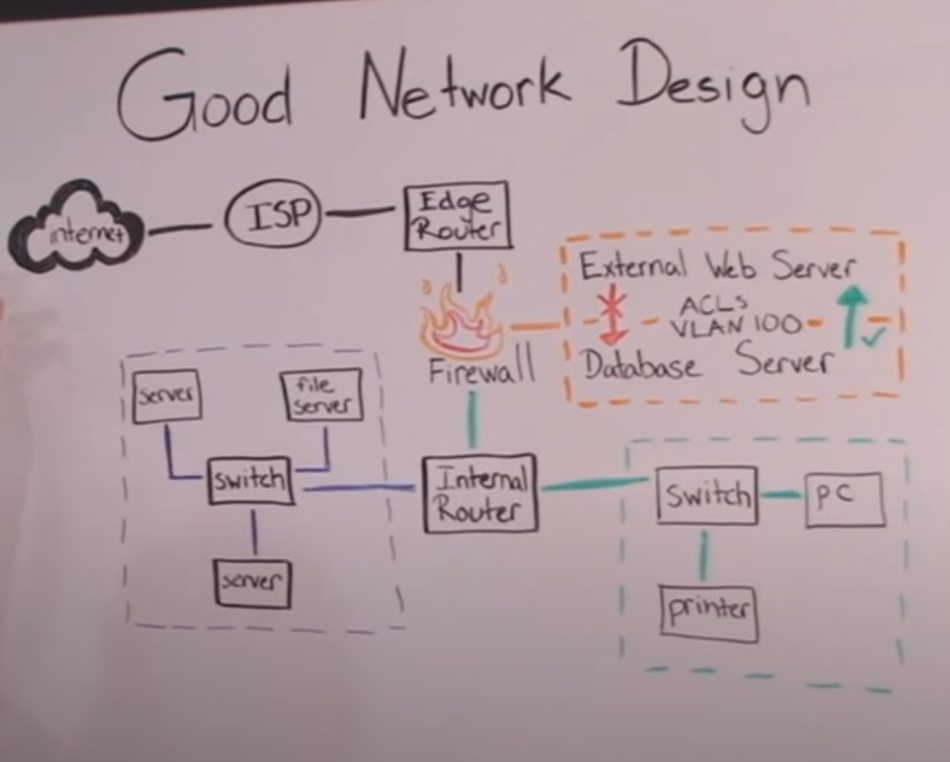 Good Network Design
internet
ISP
Edge
Router
External Web Server
ACLs
VLAN 100
Database Server
Firewall
server
file
server
switch
server
Internal
Router
Switch
PC
printer